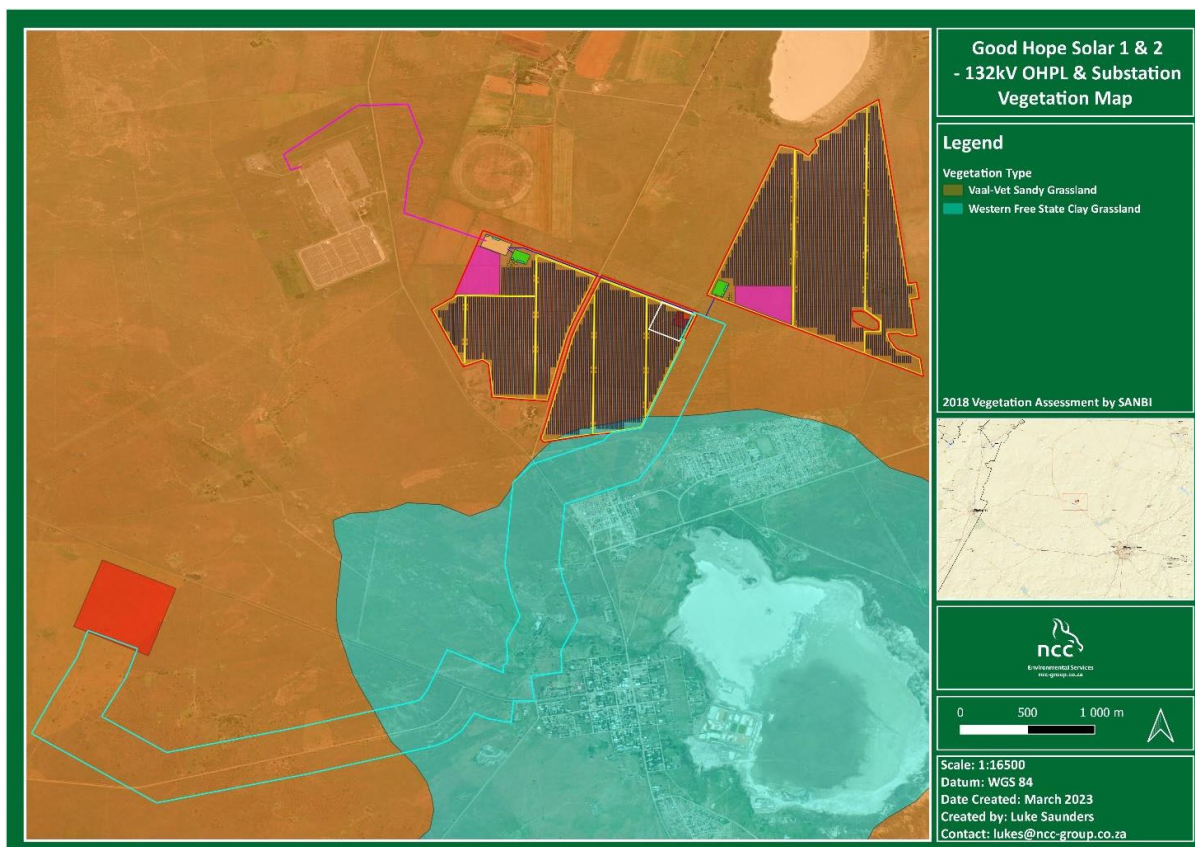 Good Hope Solar 1 & 2
- 132kV OHPL & Substation
Vegetation Map
Legend
Vegetation Type
Vaal-Vet Sandy Grassland
Western Free State Clay Grassland
2018 Vegetation Assessment by SANBI
ncc
Environmental Services
ncc-group.co.za
0 500 1 000 m
Scale: 1:16500
Datum: WGS 84
Date Created: March 2023
Created by: Luke Saunders
Contact: lukes@ncc-group.co.za